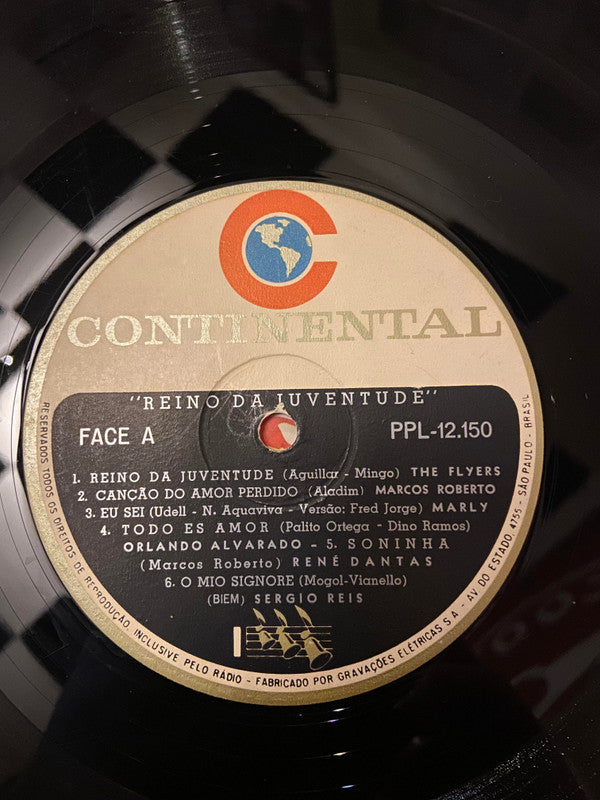 CONTINENTAL
"REINO DA JUVENTUDE"
FACE A
PPL-12.150
1. REINO DA JUVENTUDE (Aguillar - Mingo) THE FLYERS
2. CANÇÃO DO AMOR PERDIDO (Aladim) MARCOS ROBERTO
3. EU SEI (Udell - N. Aquaviva - Versão: Fred Jorge) MARLY
4. TODO ES AMOR (Palito Ortega - Dino Ramos)
ORLANDO ALVARADO - 5. SONINHA
(Marcos Roberto) RENÉ DANTAS
6. O MIO SIGNORE (Mogol-Vianello)
(BIEM) SERGIO REIS
RESERVADOS TODOS OS DIREITOS DE REPRODUÇÃO, INCLUSIVE PELO RÁDIO - FABRICADO POR GRAVAÇÕES ELÉTRICAS S.A. - AV. DO ESTADO, 4755 - SÃO PAULO - BRASIL